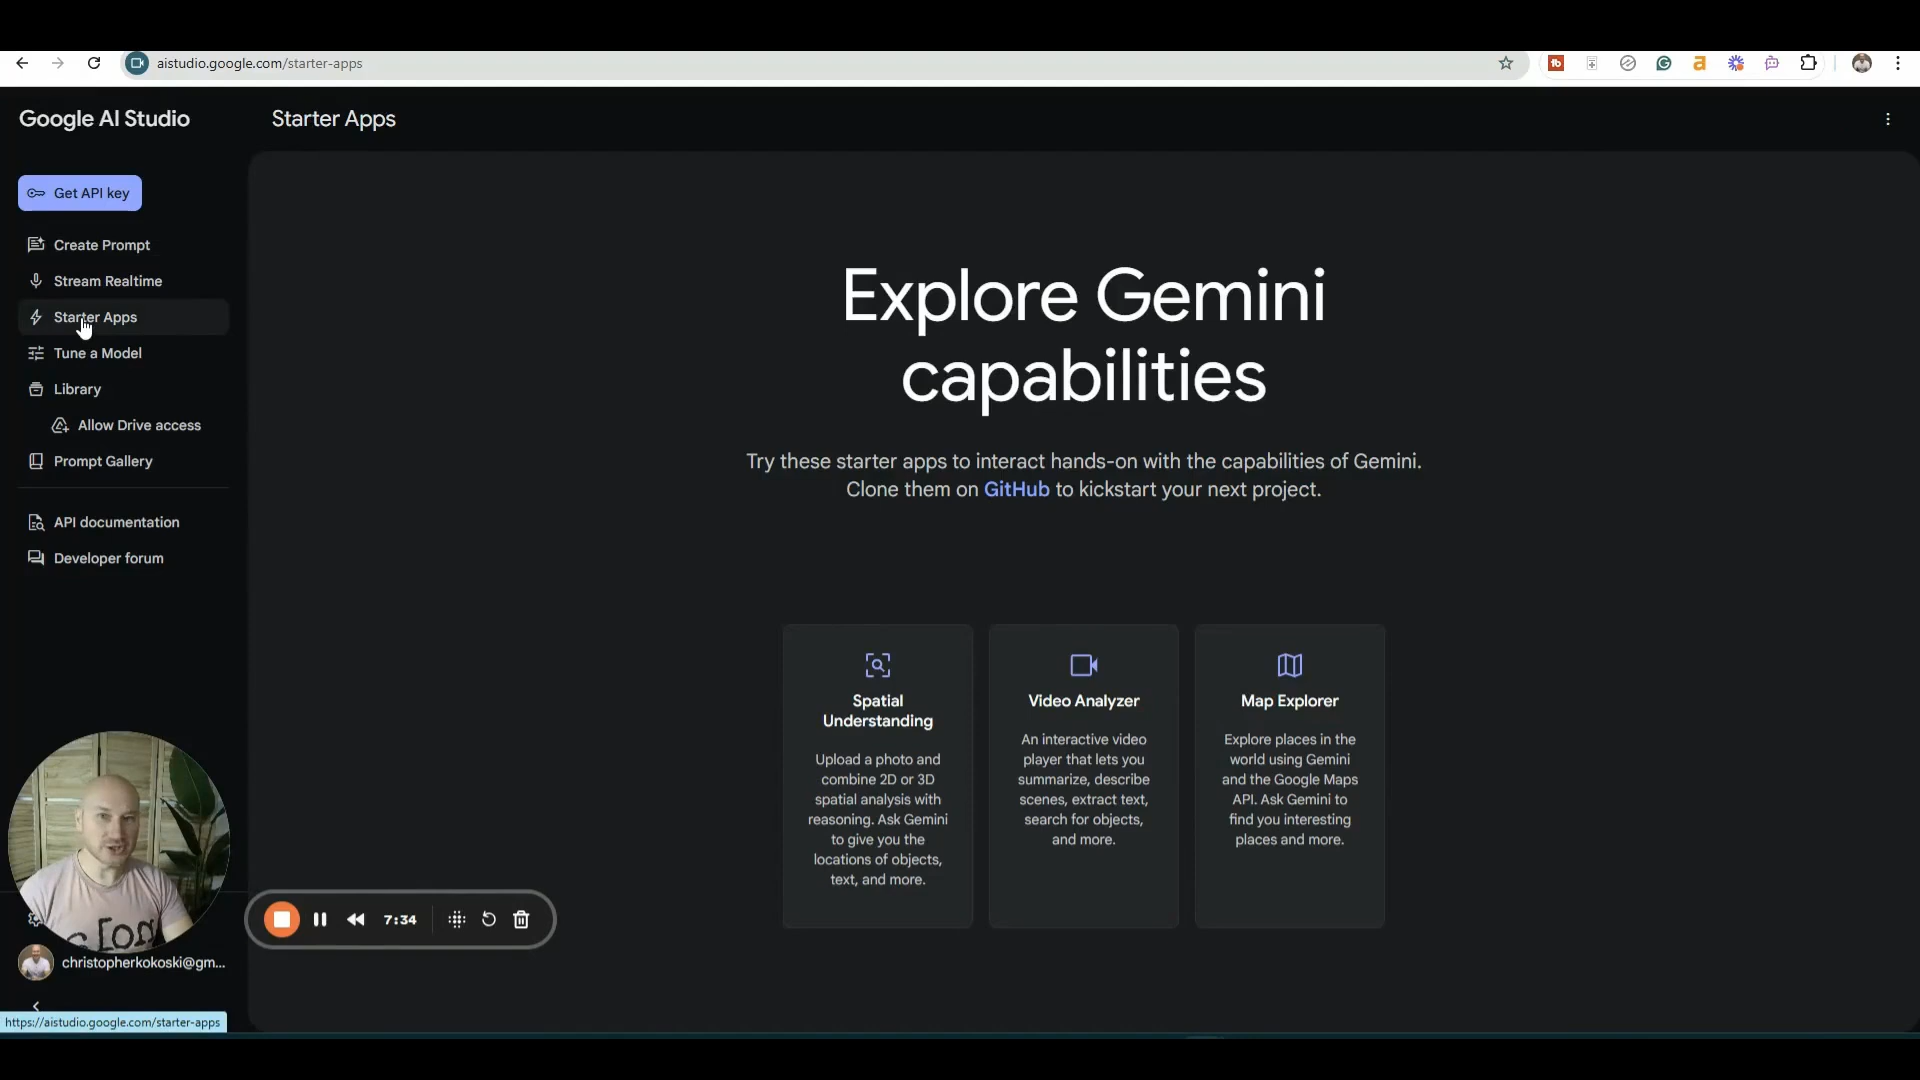 aistudio.google.com/starter-apps
Google AI Studio
Starter Apps
Get API key
Create Prompt
Stream Realtime
Starter Apps
Tune a Model
Library
Allow Drive access
Prompt Gallery
API documentation
Developer forum
Explore Gemini
capabilities
Try these starter apps to interact hands-on with the capabilities of Gemini.
Clone them on GitHub to kickstart your next project.
Spatial
Understanding
Upload a photo and
combine 2D or 3D
spatial analysis with
reasoning. Ask Gemini
to give you the
locations of objects,
text, and more.
Video Analyzer
An interactive video
player that lets you
summarize, describe
scenes, extract text,
search for objects,
and more.
Map Explorer
Explore places in the
world using Gemini
and the Google Maps
API. Ask Gemini to
find you interesting
places and more.
7:34
christopherkokoski@gm...
https://aistudio.google.com/starter-apps